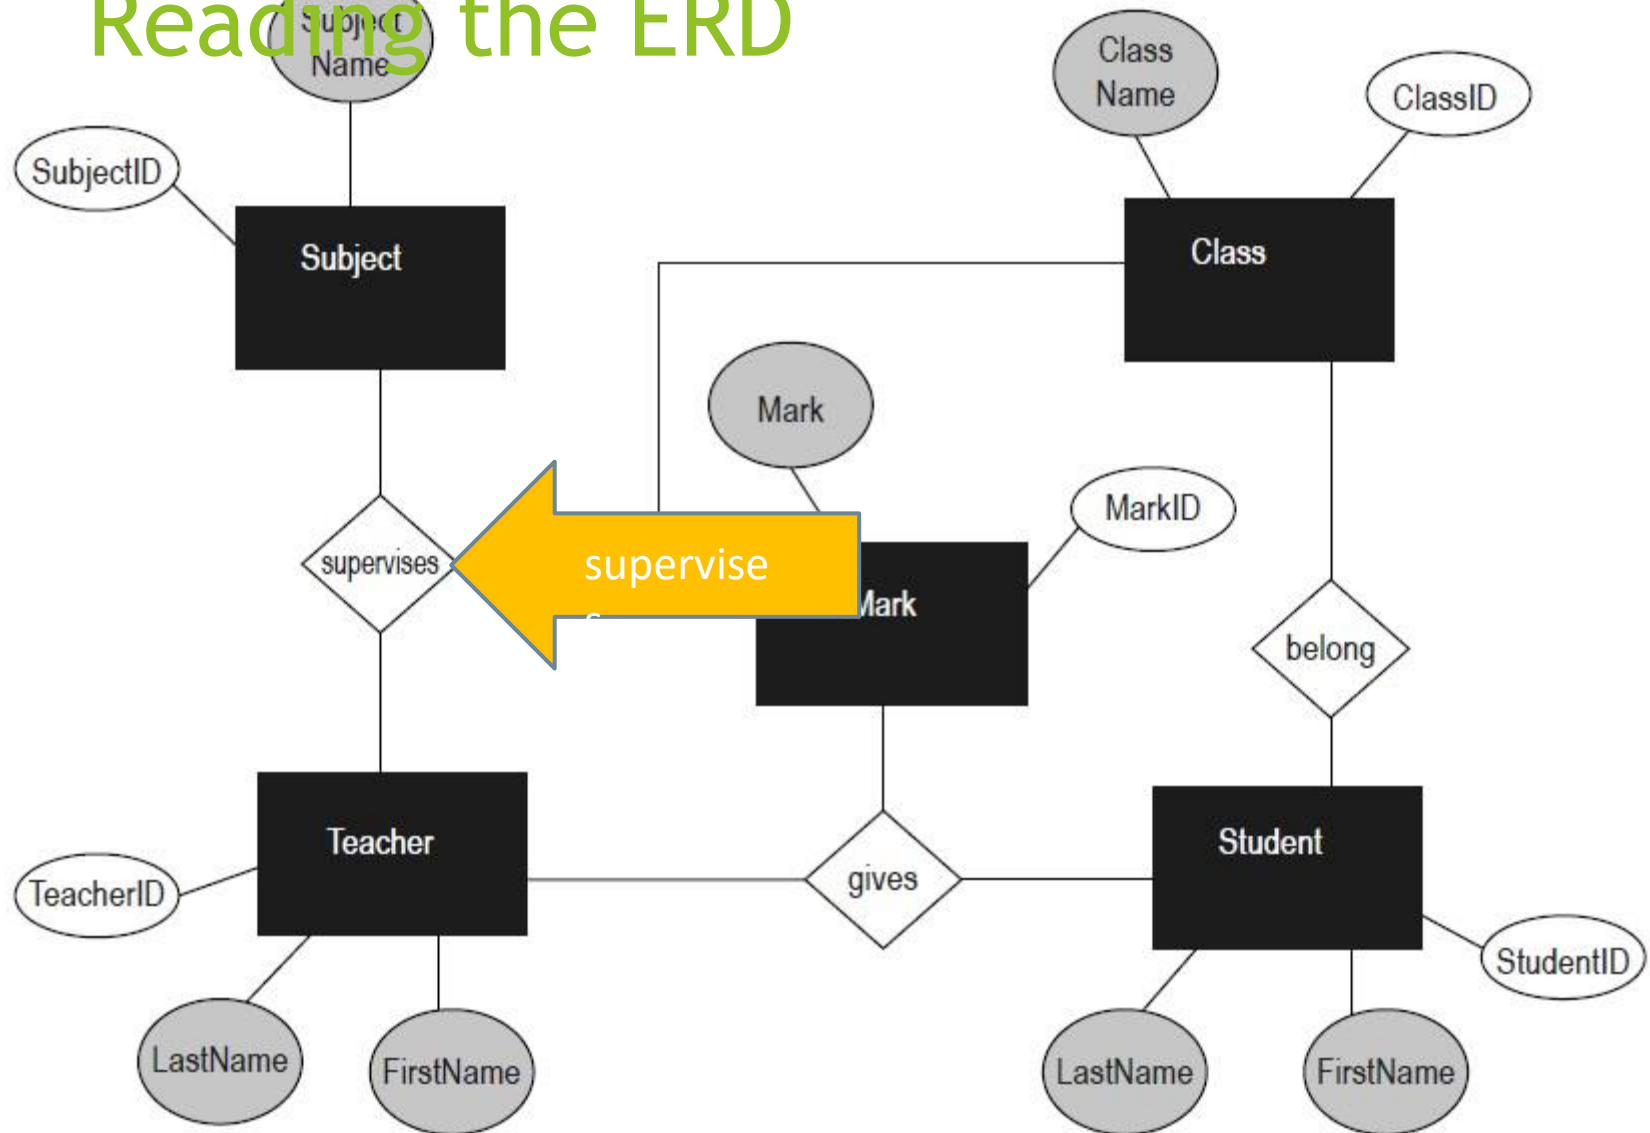 Reading the ERD
Subject
Name
Class
Name
ClassID
SubjectID
Subject
Class
Mark
MarkID
supervises
supervise
s
Mark
belong
Teacher
Student
TeacherID
gives
StudentID
LastName
FirstName
LastName
FirstName